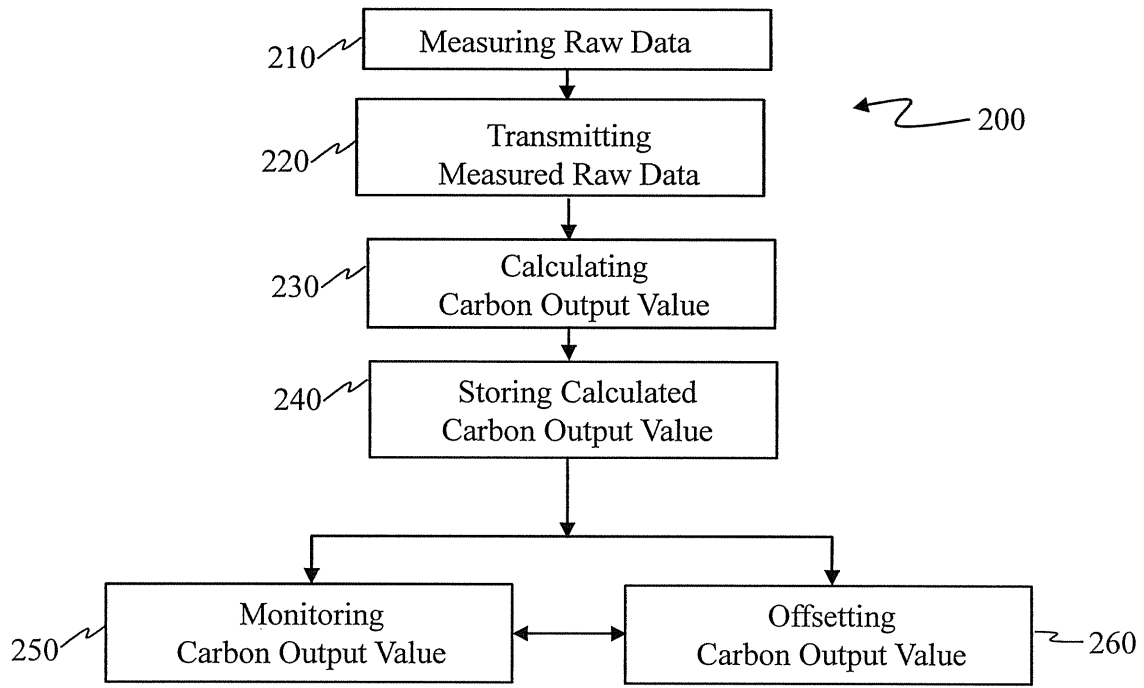 210
Measuring Raw Data
200
220
Transmitting
Measured Raw Data
230
Calculating
Carbon Output Value
240
Storing Calculated
Carbon Output Value
250
Monitoring
Carbon Output Value
Offsetting
Carbon Output Value
260